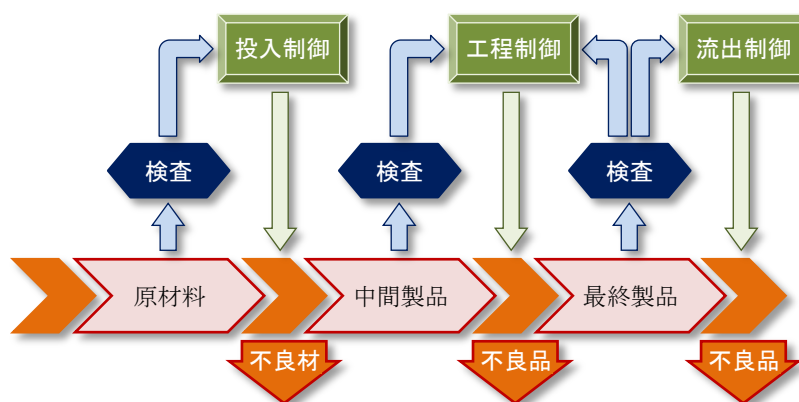 投入制御
工程制御
流出制御
検査
検査
検査
原材料
中間製品
最終製品
不良材
不良品
不良品